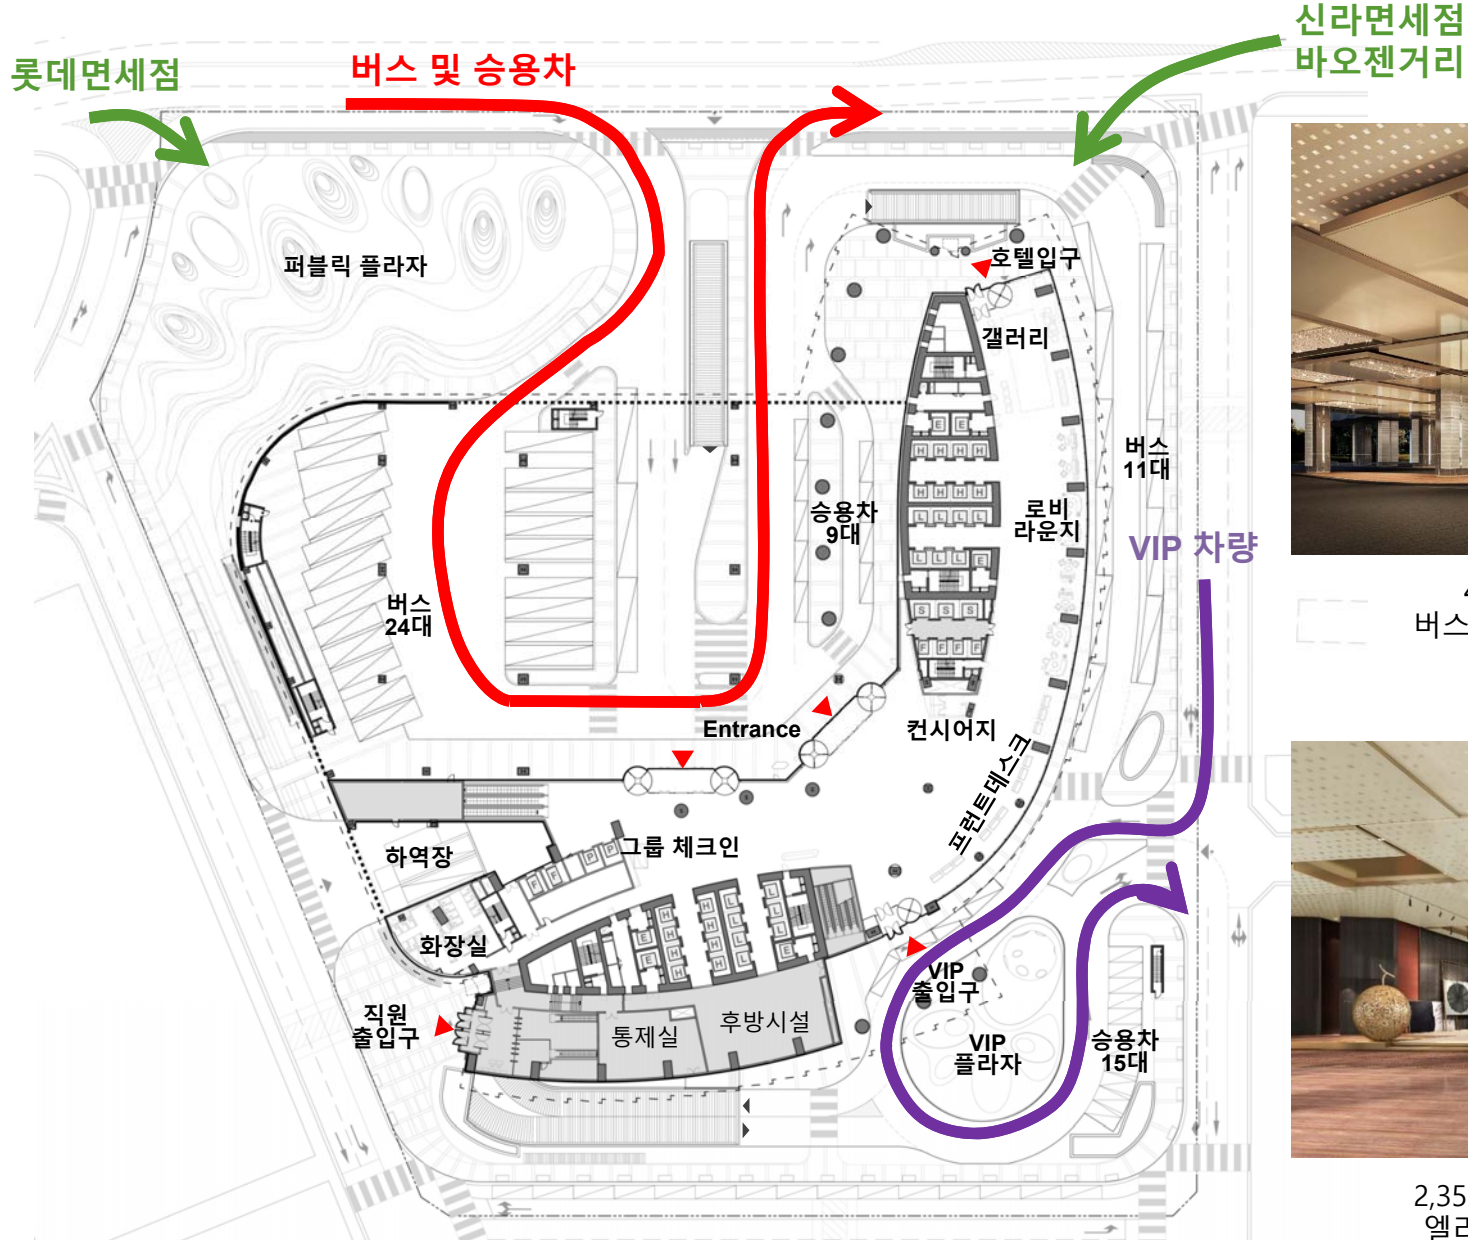 신라면세점
바오젠거리
롯데면세점
버스 및 승용차
퍼블릭 플라자
호텔입구
갤러리
버스
11대
로비
라운지
승용차
9대
VIP 차량
버스
24대
버스
Entrance
컨시어지
프런트데스크
그룹 체크인
하역장
화장실
직원
출입구
통제실
후방시설
VIP
출입구
VIP
플라자
승용차
15대
2,35